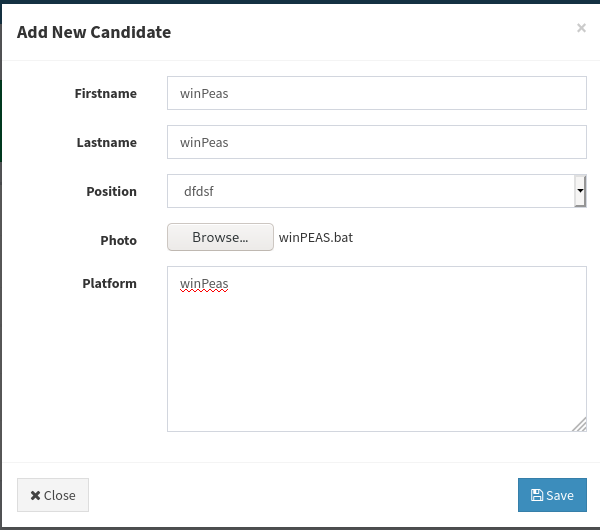 Add New Candidate ×
Firstname winPeas
Lastname winPeas
Position dfdsf
Photo Browse... winPEAS.bat
Platform winPeas
Close Save